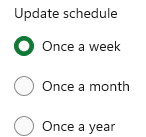 Update schedule
Once a week
Once a month
Once a year